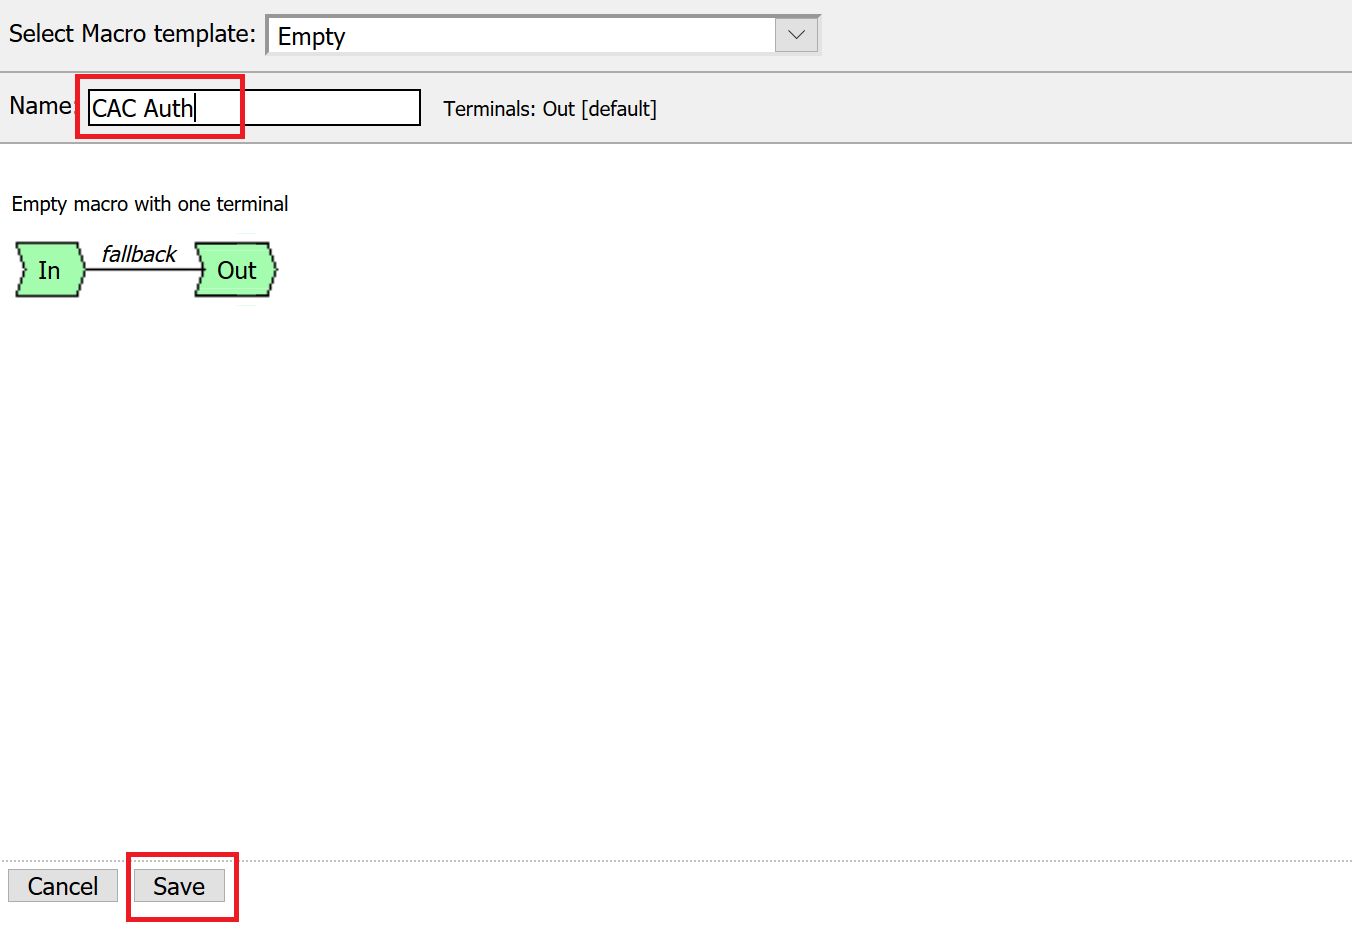 Select Macro template: Empty
Name: CAC Auth Terminals: Out [default]
Empty macro with one terminal
In fallback Out
Cancel Save